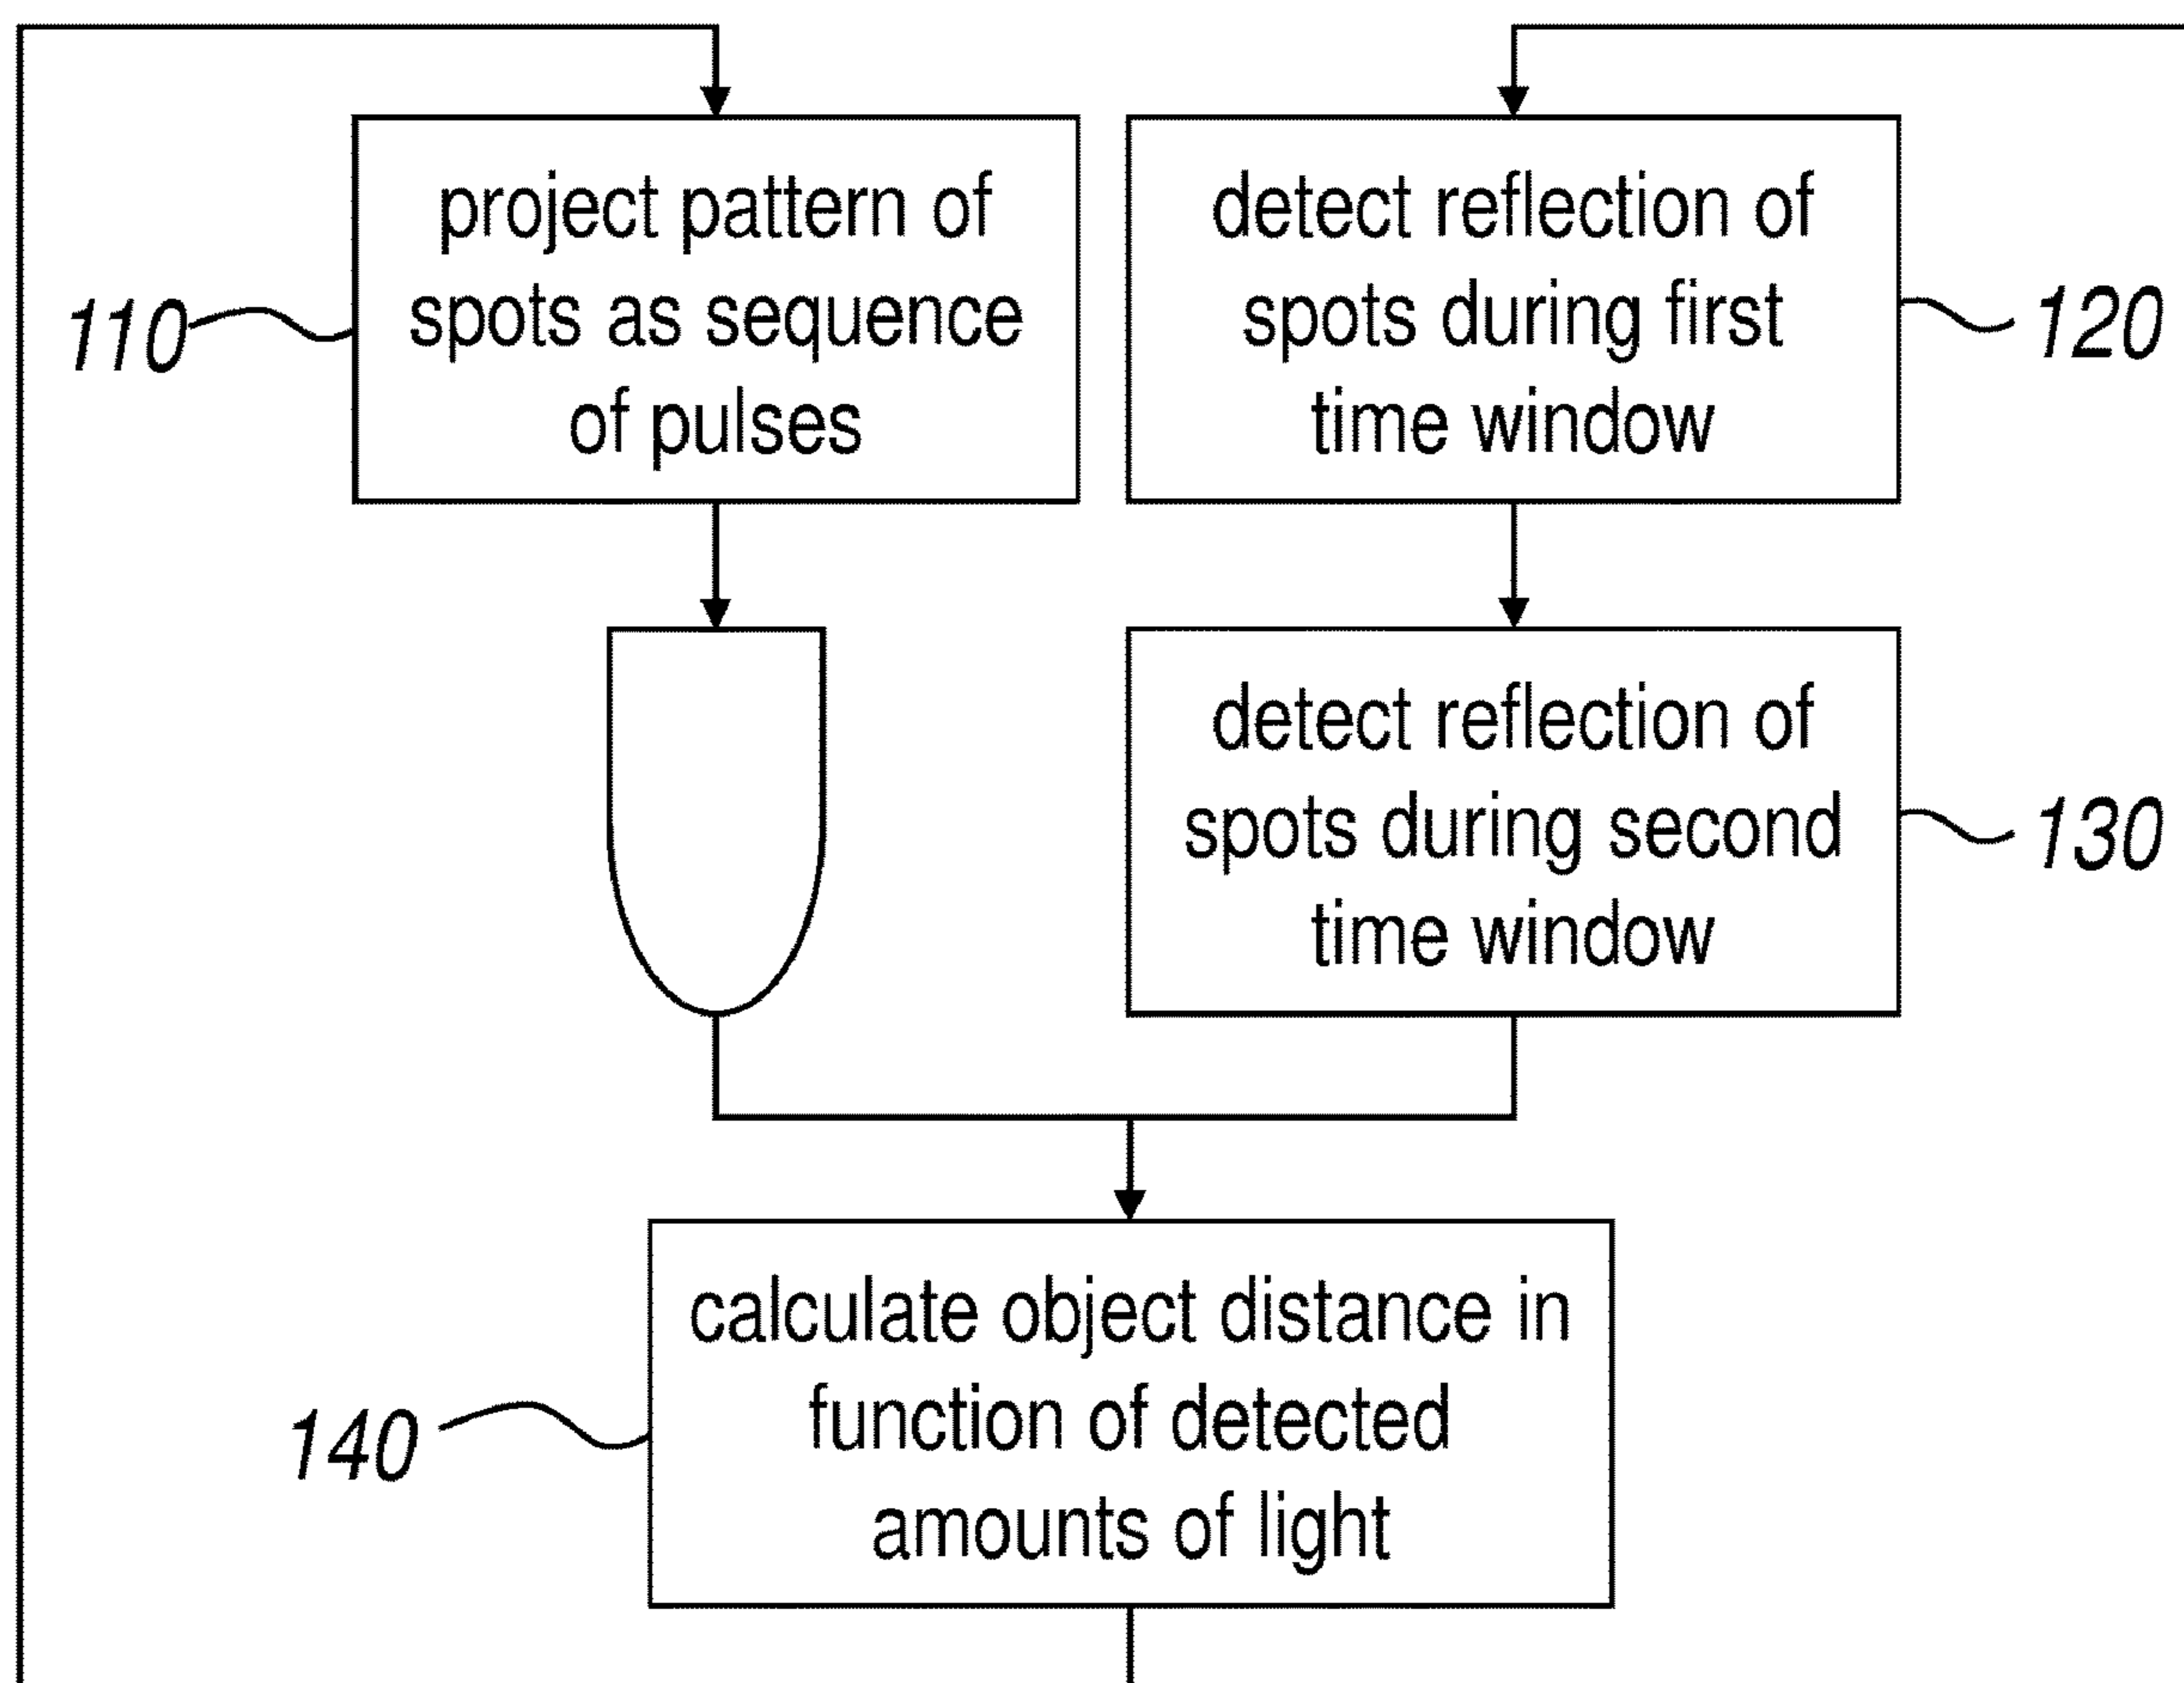 project pattern of
spots as sequence
of pulses
110
detect reflection of
spots during first
time window
120
detect reflection of
spots during second
time window
130
calculate object distance in
function of detected
amounts of light
140